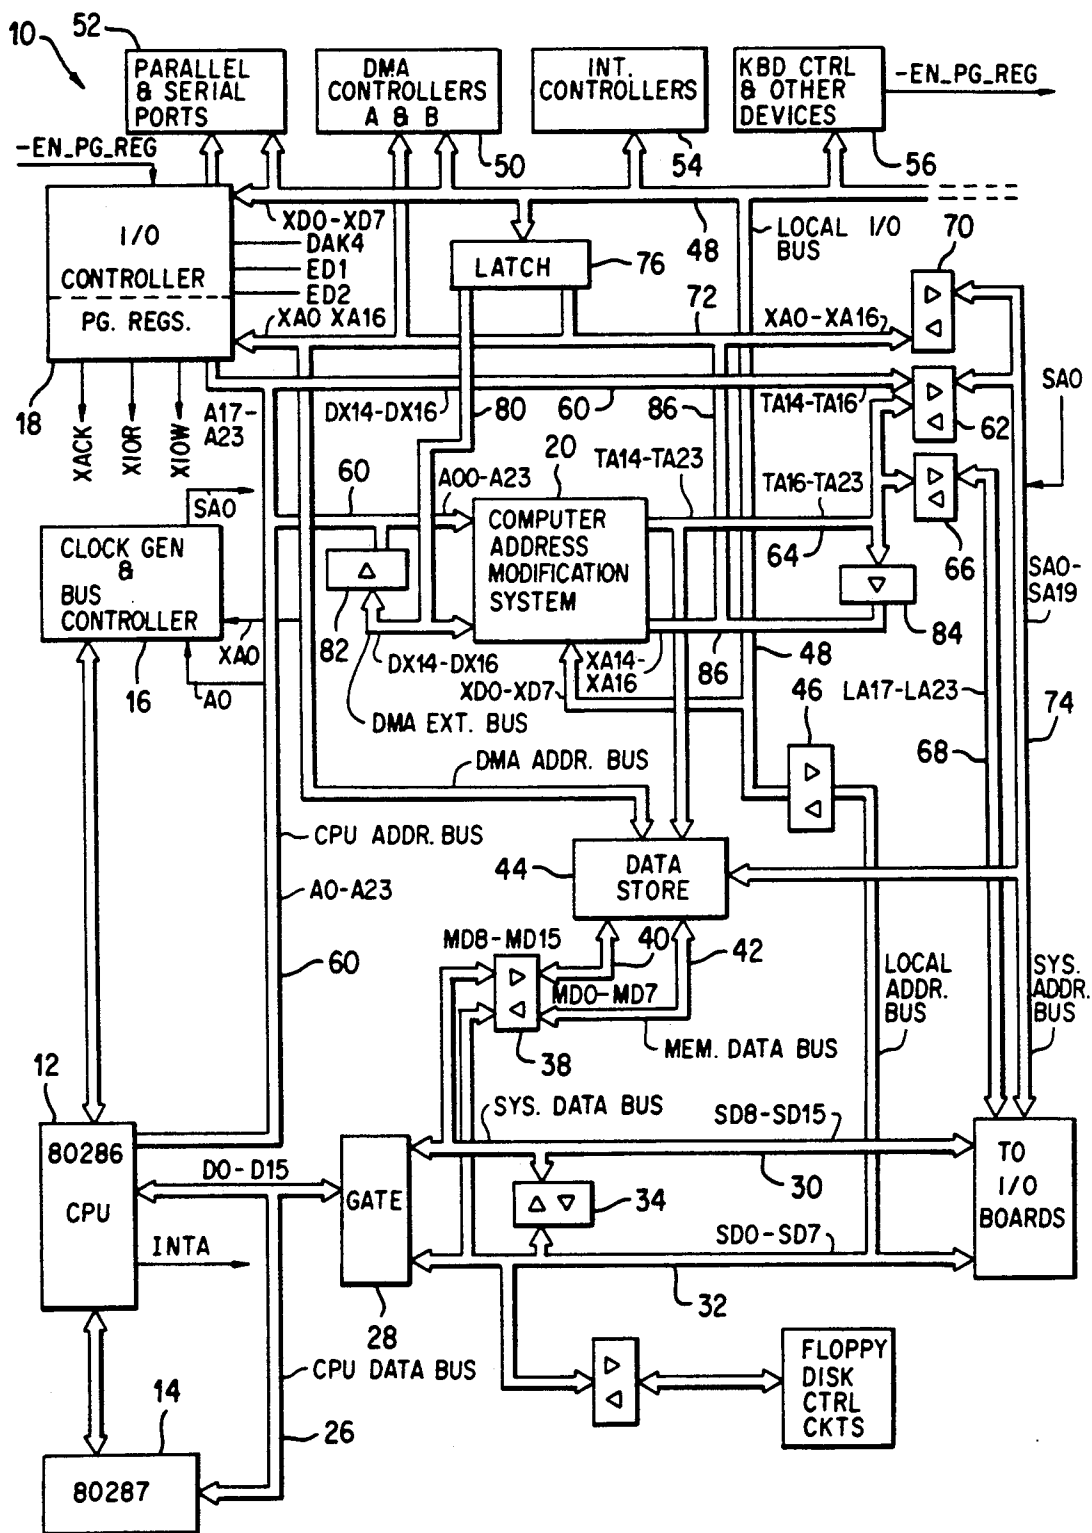 10
52
PARALLEL
& SERIAL
PORTS
DMA
CONTROLLERS
A & B
50
INT.
CONTROLLERS
54
KBD CTRL
& OTHER
DEVICES
56
-EN_PG_REG
-EN_PG_REG
I/O
CONTROLLER
PG. REGS.
18
XD0-XD7
DAK4
ED1
ED2
XA0 XA16
LATCH
76
48
LOCAL I/O
BUS
70
72
XA0-XA16
XACK
XIOR
XIOW
A17-
A23
DX14-DX16
80
60
86
TA14-TA16
62
SA0
SA0
CLOCK GEN
&
BUS
CONTROLLER
16
XA0
A0
60
A00-A23
20
COMPUTER
ADDRESS
MODIFICATION
SYSTEM
TA14-TA23
TA16-TA23
64
66
SA0-
SA19
82
DX14-DX16
DMA EXT. BUS
XD0-XD7
XA14-
XA16
86
84
48
46
LA17-LA23
68
74
DMA ADDR. BUS
CPU ADDR. BUS
A0-A23
60
44
DATA
STORE
MD8-MD15
40
42
MD0-MD7
38
MEM. DATA BUS
LOCAL
ADDR.
BUS
SYS.
ADDR.
BUS
12
80286
CPU
D0-D15
INTA
GATE
28
SYS. DATA BUS
SD8-SD15
30
34
SD0-SD7
32
TO
I/O
BOARDS
CPU DATA BUS
26
14
80287
FLOPPY
DISK
CTRL
CKTS